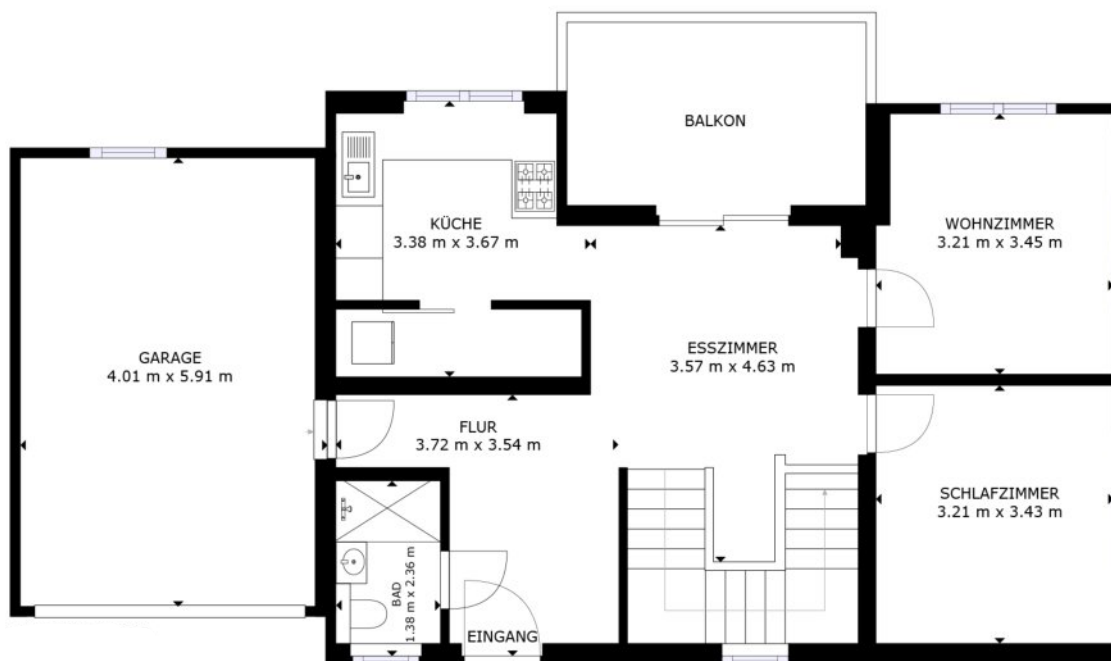 BALKON
KÜCHE
3.38 m x 3.67 m
WOHNZIMMER
3.21 m x 3.45 m
GARAGE
4.01 m x 5.91 m
ESSZIMMER
3.57 m x 4.63 m
FLUR
3.72 m x 3.54 m
SCHLAFZIMMER
3.21 m x 3.43 m
BAD
1.38 m x 2.36 m
EINGANG